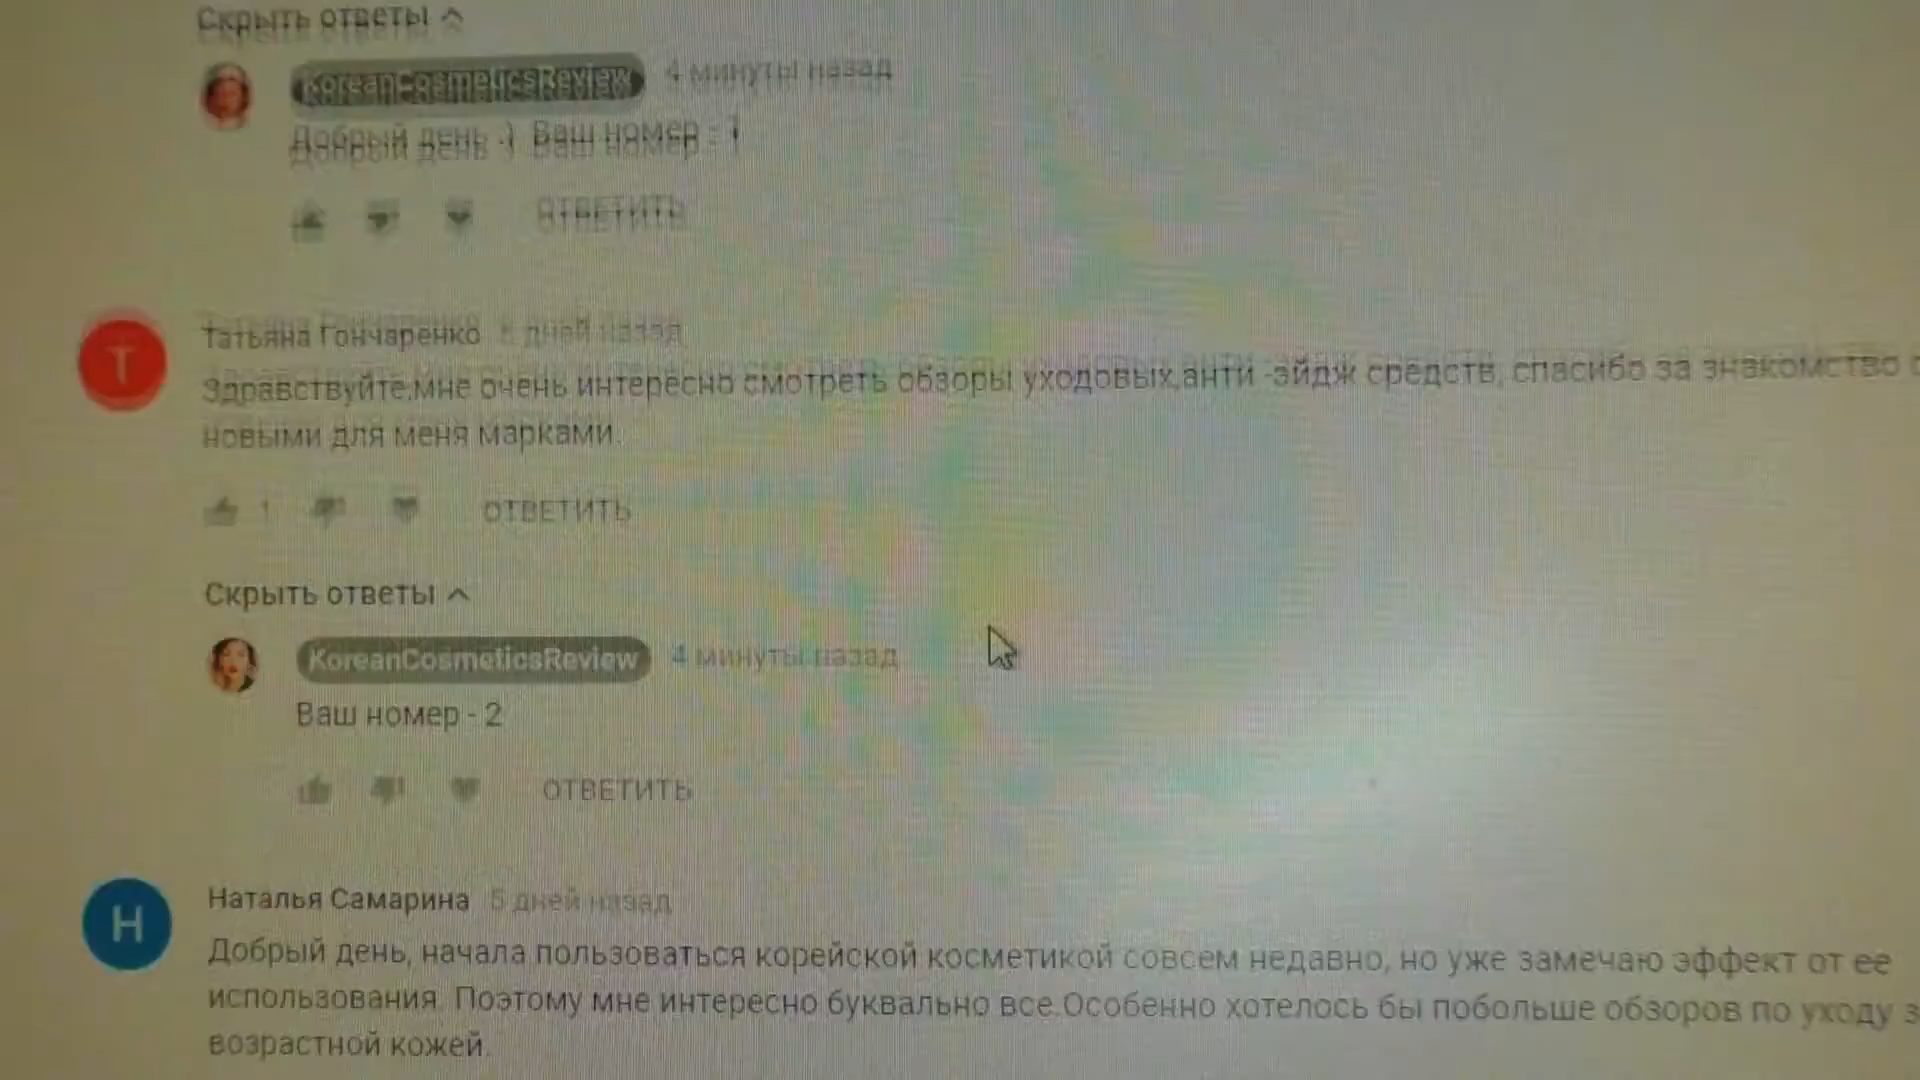 Скрыть ответы
KoreanCosmeticsReview 4 минуты назад
Добрый день :) Ваш номер - 1
ОТВЕТИТЬ
Т
Татьяна Гончаренко 5 дней назад
Здравствуйте,мне очень интересно смотреть обзоры уходовых,анти -эйдж средств, спасибо за знакомство с
новыми для меня марками.
1 ОТВЕТИТЬ
Скрыть ответы
KoreanCosmeticsReview 4 минуты назад
Ваш номер - 2
ОТВЕТИТЬ
Н
Наталья Самарина 5 дней назад
Добрый день, начала пользоваться корейской косметикой совсем недавно, но уже замечаю эффект от ее
использования. Поэтому мне интересно буквально все.Особенно хотелось бы побольше обзоров по уходу з
возрастной кожей.